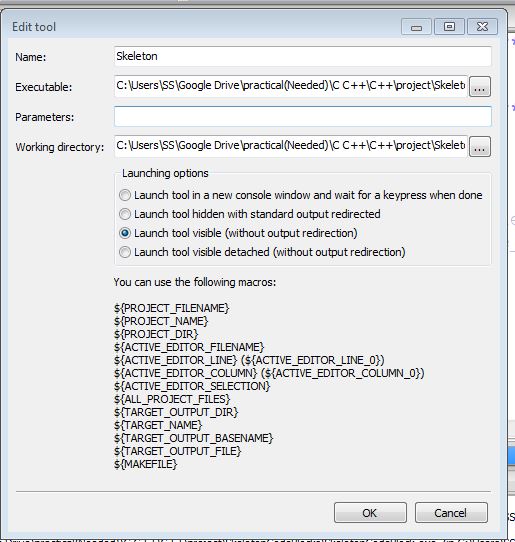 Edit tool
Name: Skeleton
Executable: C:\Users\SS\Google Drive\practical(Needed)\C C++\C++\project\Skelet ...
Parameters:
Working directory: C:\Users\SS\Google Drive\practical(Needed)\C C++\C++\project\Skelet ...
Launching options
Launch tool in a new console window and wait for a keypress when done
Launch tool hidden with standard output redirected
Launch tool visible (without output redirection)
Launch tool visible detached (without output redirection)
You can use the following macros:
${PROJECT_FILENAME}
${PROJECT_NAME}
${PROJECT_DIR}
${ACTIVE_EDITOR_FILENAME}
${ACTIVE_EDITOR_LINE} (${ACTIVE_EDITOR_LINE_0})
${ACTIVE_EDITOR_COLUMN} (${ACTIVE_EDITOR_COLUMN_0})
${ACTIVE_EDITOR_SELECTION}
${ALL_PROJECT_FILES}
${TARGET_OUTPUT_DIR}
${TARGET_NAME}
${TARGET_OUTPUT_BASENAME}
${TARGET_OUTPUT_FILE}
${MAKEFILE}
OK Cancel